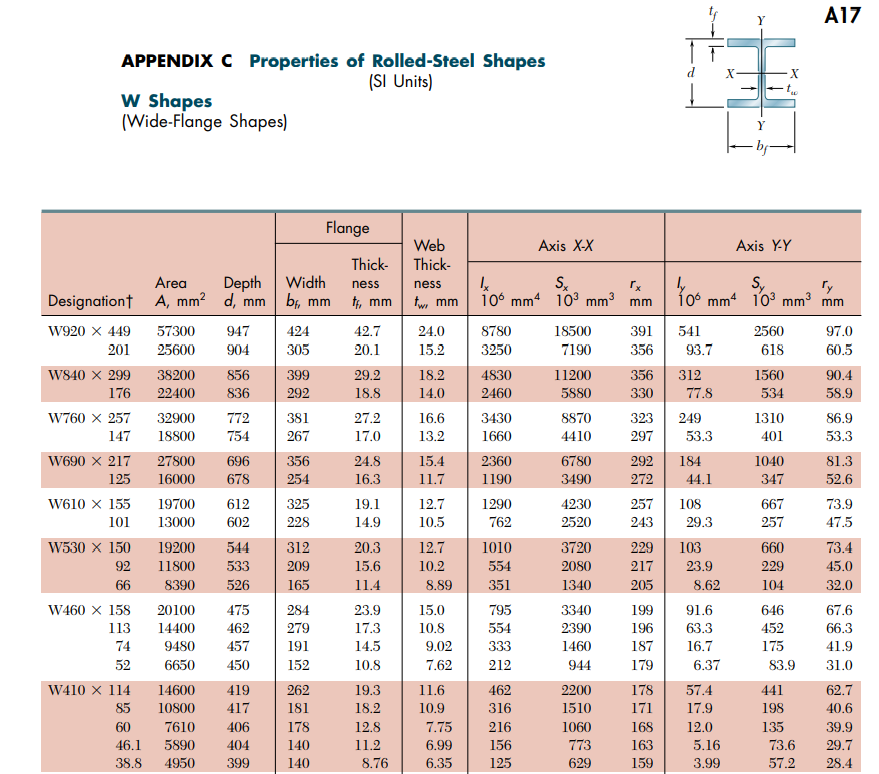 A17
t_f
Y
d
X
X
t_w
Y
b_f
APPENDIX C Properties of Rolled-Steel Shapes
(SI Units)
W Shapes
(Wide-Flange Shapes)
Flange
Web
Axis X-X
Axis Y-Y
Thick-
Thick-
Area Depth Width ness ness I_x S_x r_x I_y S_y r_y
Designation† A, mm² d, mm b_f, mm t_f, mm t_w, mm 10⁶ mm⁴ 10³ mm³ mm 10⁶ mm⁴ 10³ mm³ mm
W920 × 449 57300 947 424 42.7 24.0 8780 18500 391 541 2560 97.0
201 25600 904 305 20.1 15.2 3250 7190 356 93.7 618 60.5
W840 × 299 38200 856 399 29.2 18.2 4830 11200 356 312 1560 90.4
176 22400 836 292 18.8 14.0 2460 5880 330 77.8 534 58.9
W760 × 257 32900 772 381 27.2 16.6 3430 8870 323 249 1310 86.9
147 18800 754 267 17.0 13.2 1660 4410 297 53.3 401 53.3
W690 × 217 27800 696 356 24.8 15.4 2360 6780 292 184 1040 81.3
125 16000 678 254 16.3 11.7 1190 3490 272 44.1 347 52.6
W610 × 155 19700 612 325 19.1 12.7 1290 4230 257 108 667 73.9
101 13000 602 228 14.9 10.5 762 2520 243 29.3 257 47.5
W530 × 150 19200 544 312 20.3 12.7 1010 3720 229 103 660 73.4
92 11800 533 209 15.6 10.2 554 2080 217 23.9 229 45.0
66 8390 526 165 11.4 8.89 351 1340 205 8.62 104 32.0
W460 × 158 20100 475 284 23.9 15.0 795 3340 199 91.6 646 67.6
113 14400 462 279 17.3 10.8 554 2390 196 63.3 452 66.3
74 9480 457 191 14.5 9.02 333 1460 187 16.7 175 41.9
52 6650 450 152 10.8 7.62 212 944 179 6.37 83.9 31.0
W410 × 114 14600 419 262 19.3 11.6 462 2200 178 57.4 441 62.7
85 10800 417 181 18.2 10.9 316 1510 171 17.9 198 40.6
60 7610 406 178 12.8 7.75 216 1060 168 12.0 135 39.9
46.1 5890 404 140 11.2 6.99 156 773 163 5.16 73.6 29.7
38.8 4950 399 140 8.76 6.35 125 629 159 3.99 57.2 28.4